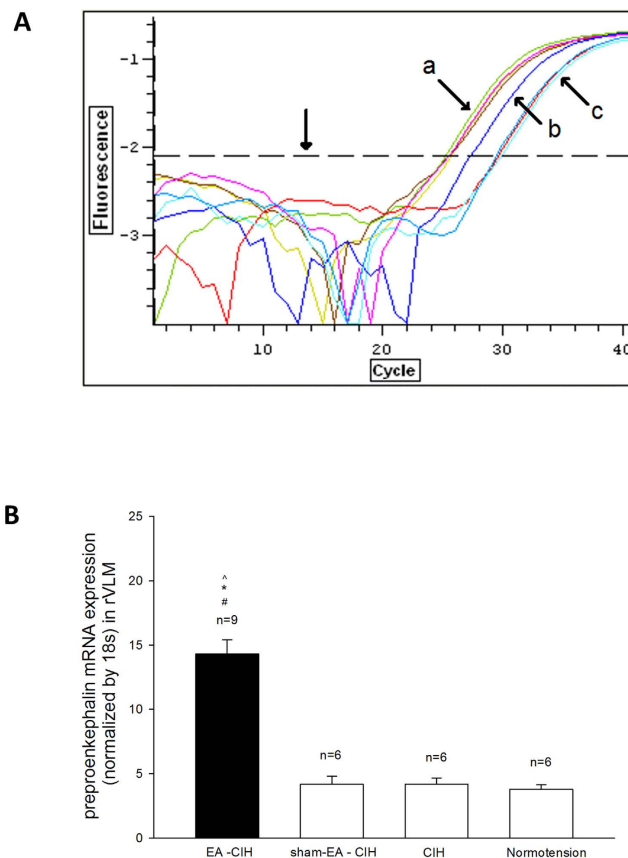 A
-1
a
b
c
-2
Fluorescence
-3
10
20
30
40
Cycle
B
preproenkephalin mRNA expression
(normalized by 18s) in rVLM
25
20
15
10
5
0
^
*
#
n=9
n=6
n=6
n=6
EA -CIH
sham-EA - CIH
CIH
Normotension